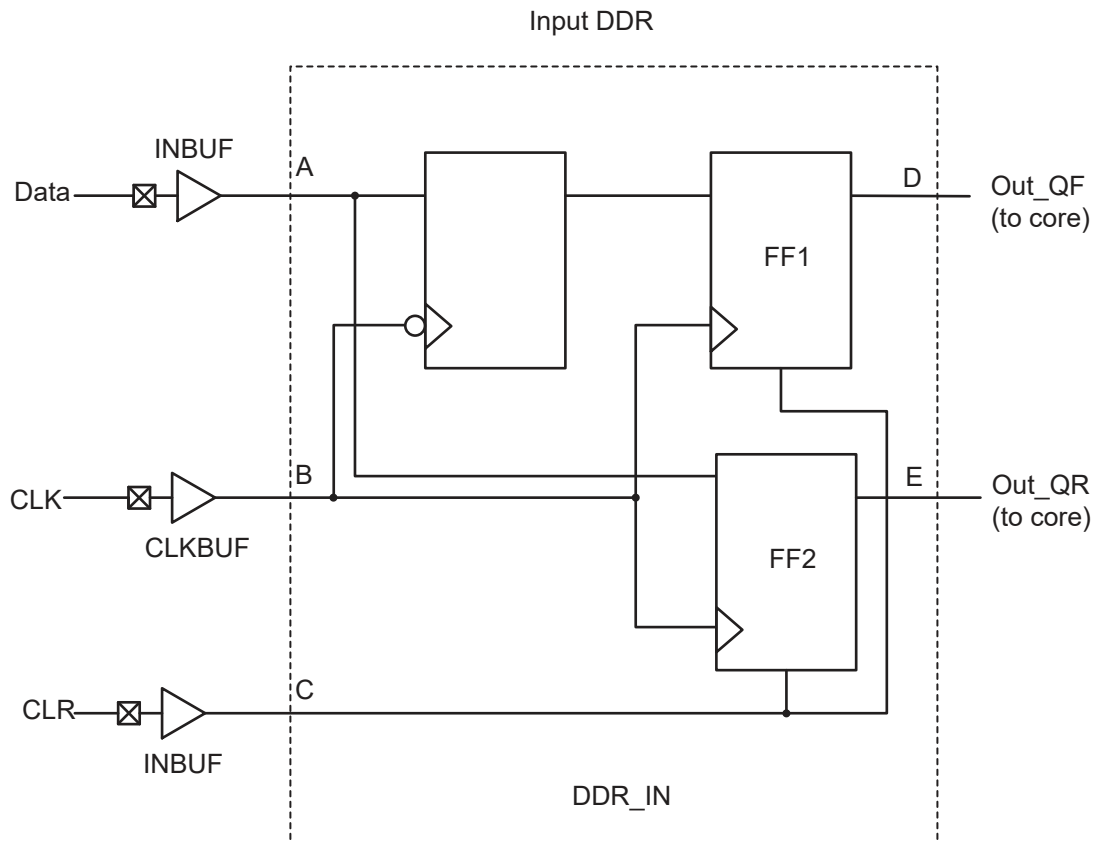 Input DDR
INBUF
A
Data
D
Out_QF
(to core)
FF1
B
CLK
CLKBUF
E
Out_QR
(to core)
FF2
C
CLR
INBUF
DDR_IN